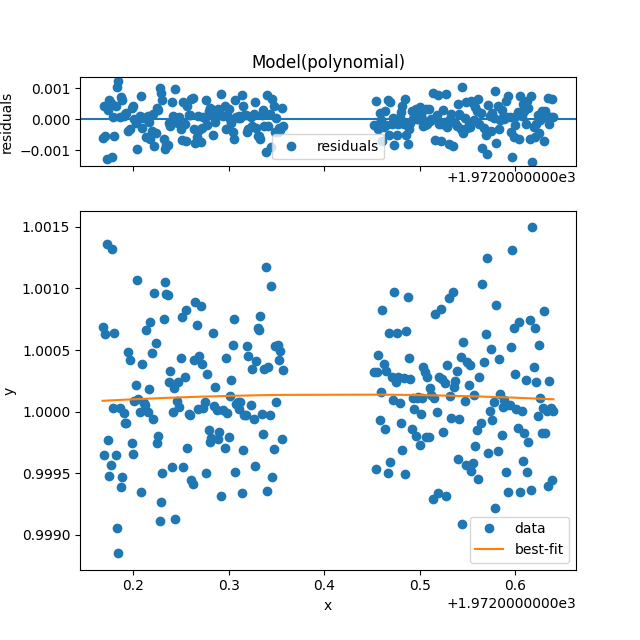 Model(polynomial)
0.001
0.000
−0.001
residuals
residuals
+1.9720000000e3
1.0015
1.0010
1.0005
1.0000
0.9995
0.9990
y
data
best-fit
0.2 0.3 0.4 0.5 0.6
x
+1.9720000000e3